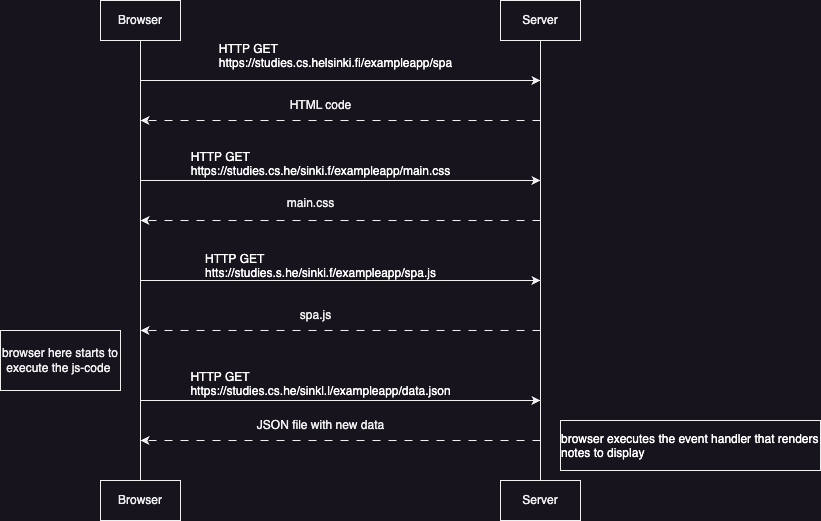 Browser
Server
HTTP GET
https://studies.cs.helsinki.fi/exampleapp/spa
HTML code
HTTP GET
https://studies.cs.he/sinki.f/exampleapp/main.css
main.css
HTTP GET
htts://studies.s.he/sinki.f/exampleapp/spa.js
spa.js
browser here starts to
execute the js-code
HTTP GET
https://studies.cs.he/sinkl.l/exampleapp/data.json
JSON file with new data
browser executes the event handler that renders
notes to display
Browser
Server